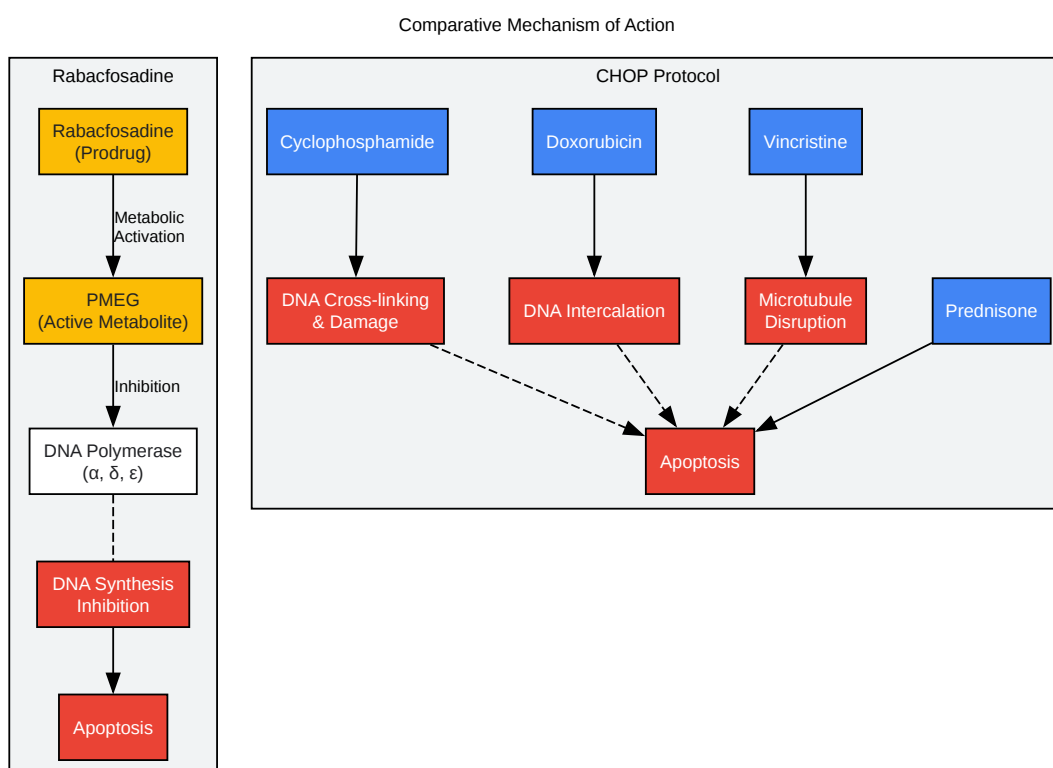 Comparative Mechanism of Action
Rabacfosadine
Rabacfosadine
(Prodrug)
Metabolic
Activation
PMEG
(Active Metabolite)
Inhibition
DNA Polymerase
(α, δ, ε)
DNA Synthesis
Inhibition
Apoptosis
CHOP Protocol
Cyclophosphamide
Doxorubicin
Vincristine
DNA Cross-linking
& Damage
DNA Intercalation
Microtubule
Disruption
Prednisone
Apoptosis